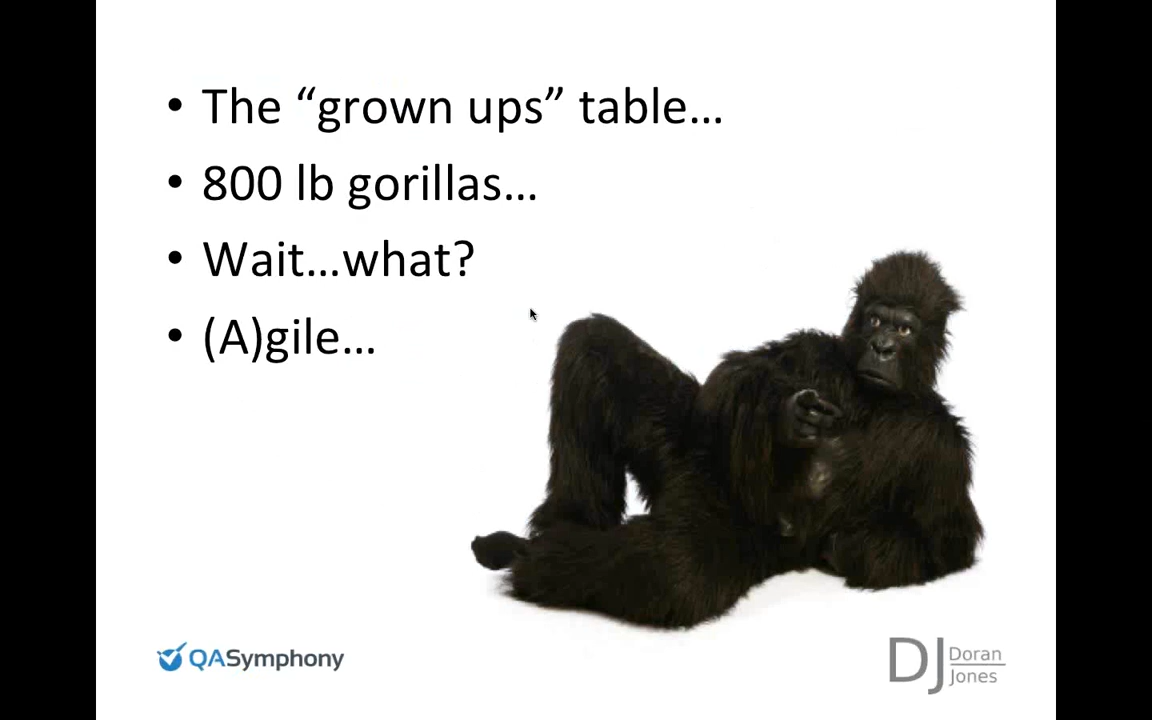 • The “grown ups” table…
• 800 lb gorillas…
• Wait…what?
• (A)gile…
QASymphony
DJ Doran
Jones